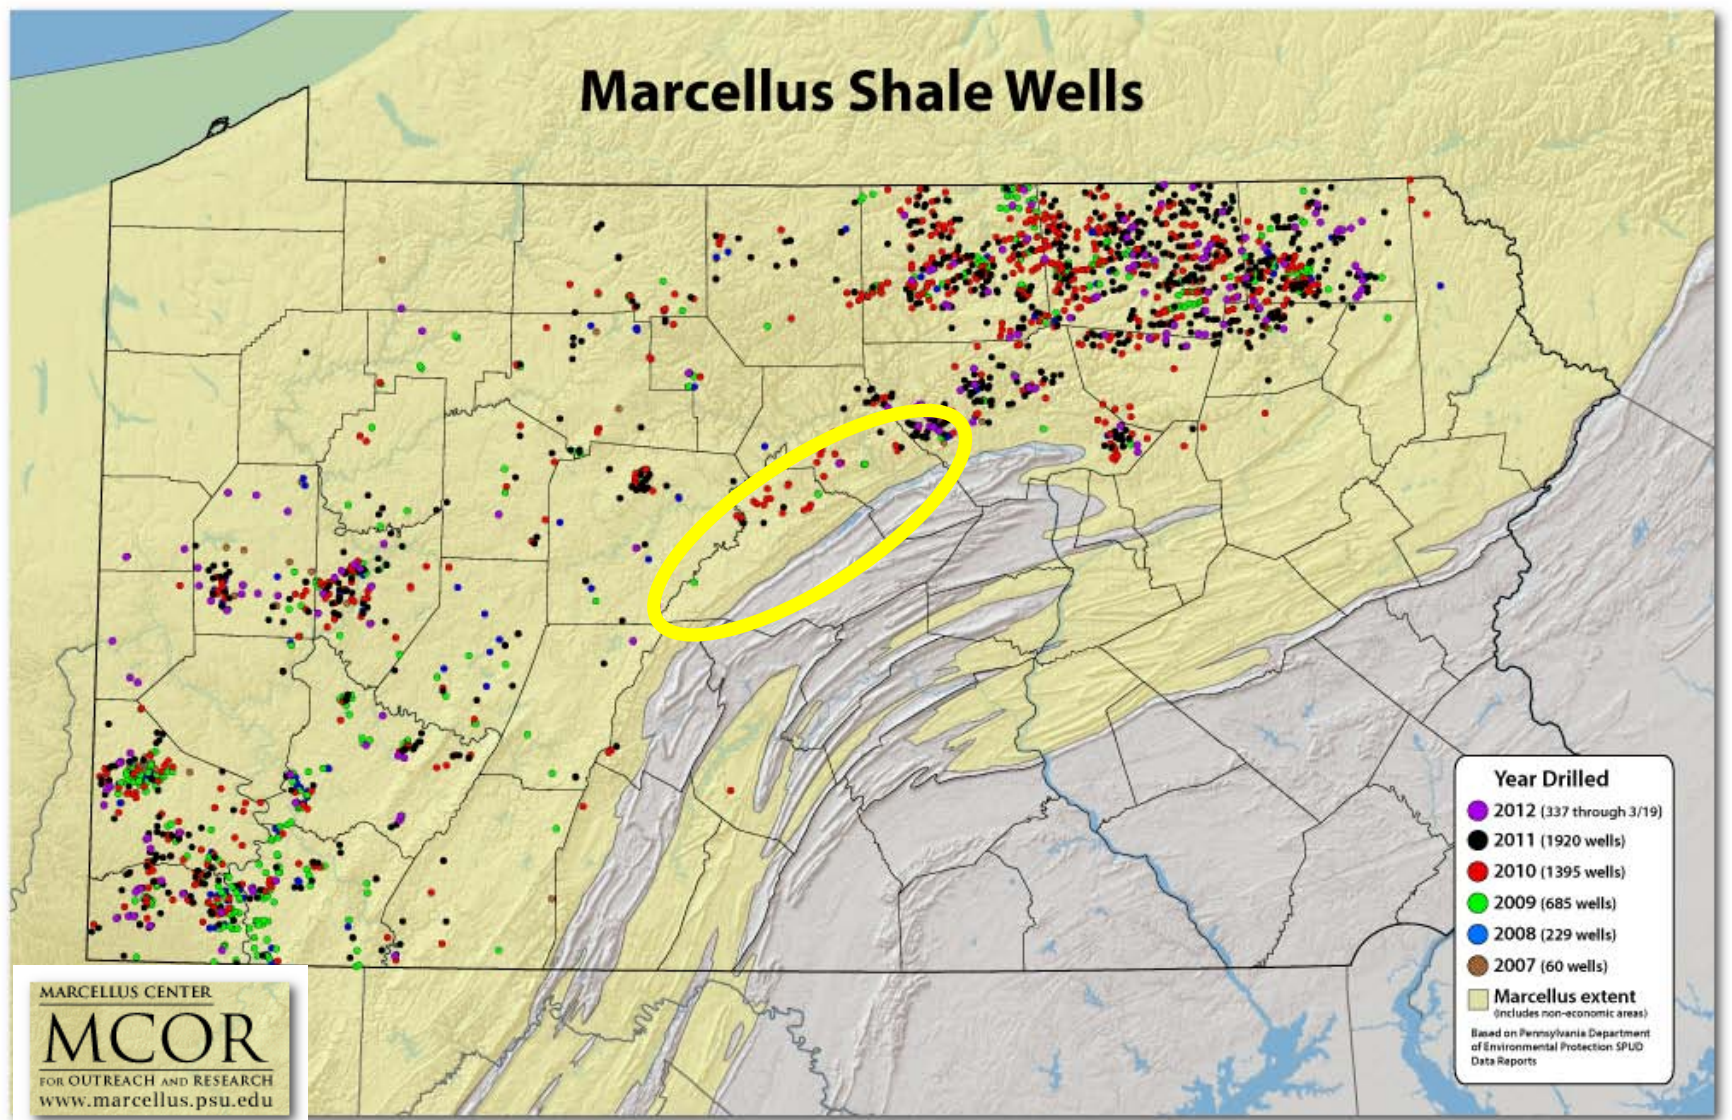 Marcellus Shale Wells
Year Drilled
2012 (337 through 3/19)
2011 (1920 wells)
2010 (1395 wells)
2009 (685 wells)
2008 (229 wells)
2007 (60 wells)
Marcellus extent
(includes non-economic areas)
Based on Pennsylvania Department
of Environmental Protection SPUD
Data Reports
MARCELLUS CENTER
MCOR
FOR OUTREACH AND RESEARCH
www.marcellus.psu.edu